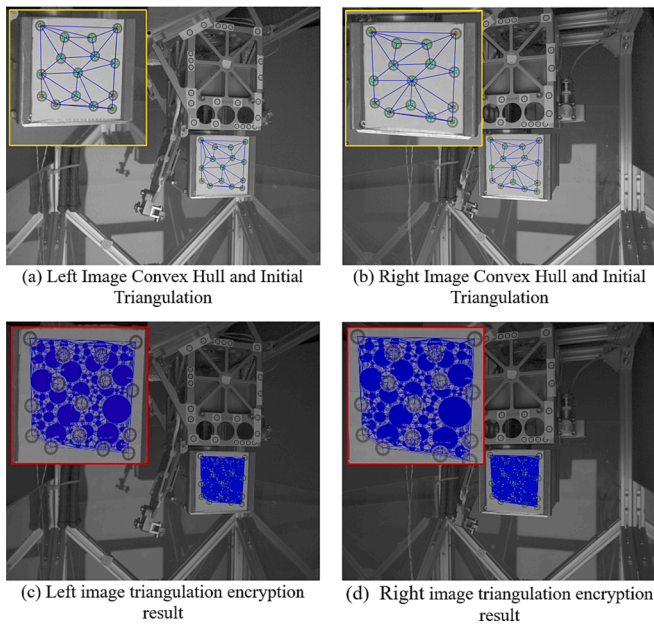 (a) Left Image Convex Hull and Initial
Triangulation
(b) Right Image Convex Hull and Initial
Triangulation
(c) Left image triangulation encryption
result
(d) Right image triangulation encryption
result